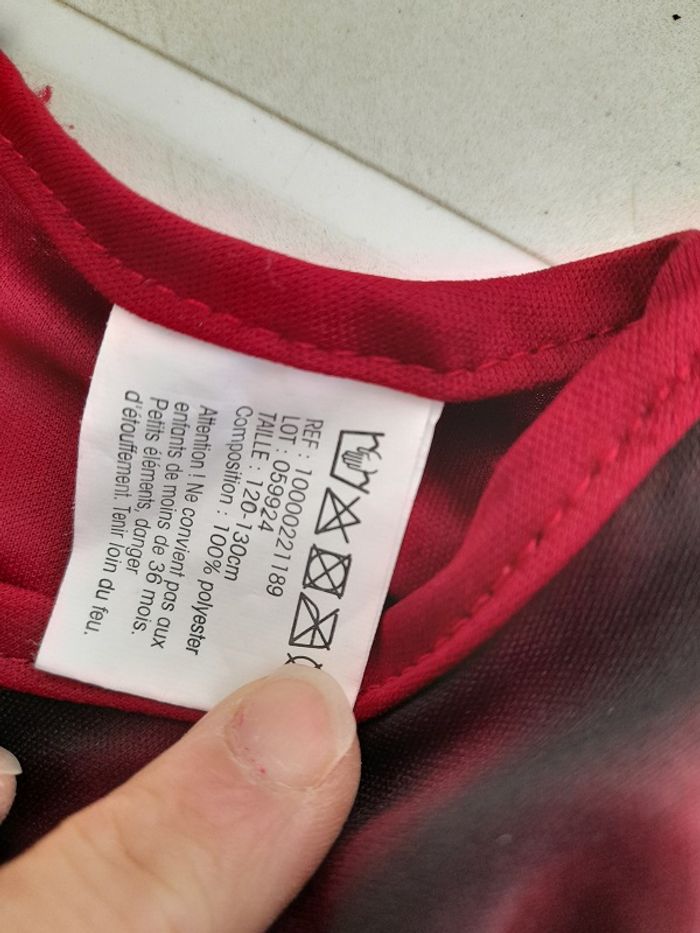 REF : 10000221189
LOT : 059924
TAILLE : 120-130cm
Composition : 100% polyester
Attention ! Ne convient pas aux
enfants de moins de 36 mois.
Petits éléments, danger
d'étouffement. Tenir loin du feu.